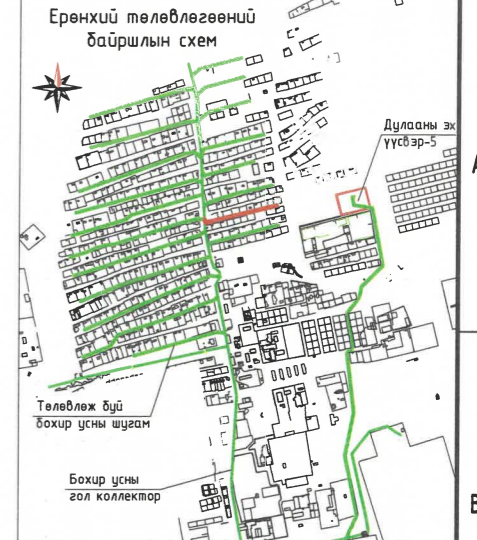 Ерөнхий төлөвлөгөөний
байршлын схем
Дулааны эх
үүсвэр-5
Төлөвлөж буй
бохир усны шугам
Бохир усны
гол коллектор